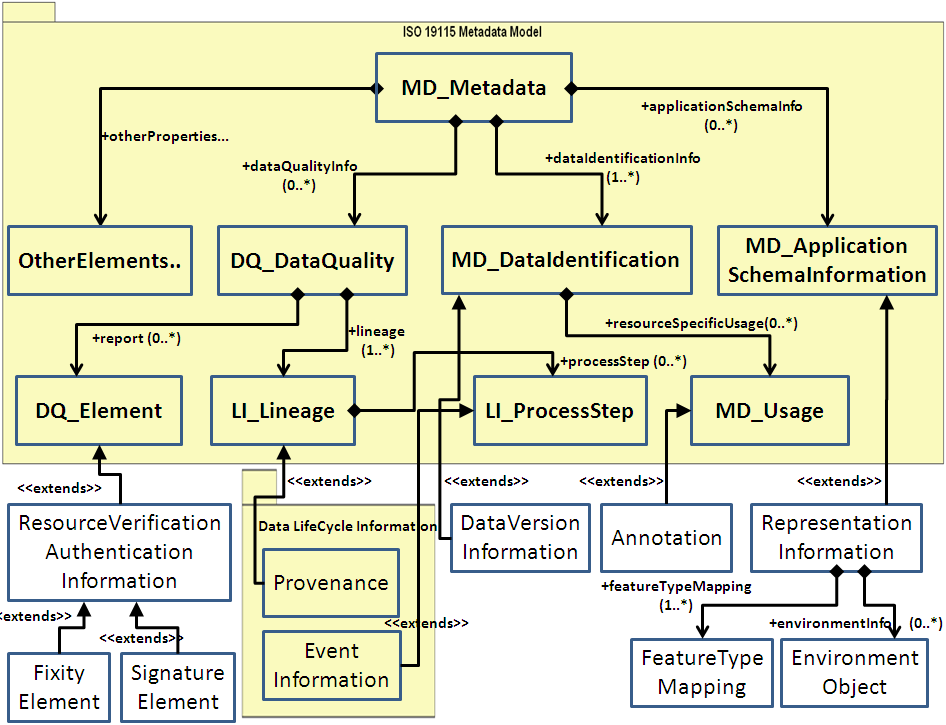 ISO 19115 Metadata Model
MD_Metadata
+applicationSchemaInfo
(0..*)
+otherProperties...
+dataQualityInfo
(0..*)
+dataIdentificationInfo
(1..*)
OtherElements..
DQ_DataQuality
MD_DataIdentification
MD_Application
SchemaInformation
+report (0..*)
+lineage
(1..*)
+resourceSpecificUsage(0..*)
+processStep (0..*)
DQ_Element
LI_Lineage
LI_ProcessStep
MD_Usage
<<extends>>
<<extends>>
<<extends>>
<<extends>>
<<extends>>
ResourceVerification
Authentication
Information
Data LifeCycle Information
Provenance
DataVersion
Information
Annotation
Representation
Information
+featureTypeMapping
(1..*)
+environmentInfo
(0..*)
<<extends>>
<<extends>>
<<extends>>
Fixity
Element
Signature
Element
Event
Information
FeatureType
Mapping
Environment
Object